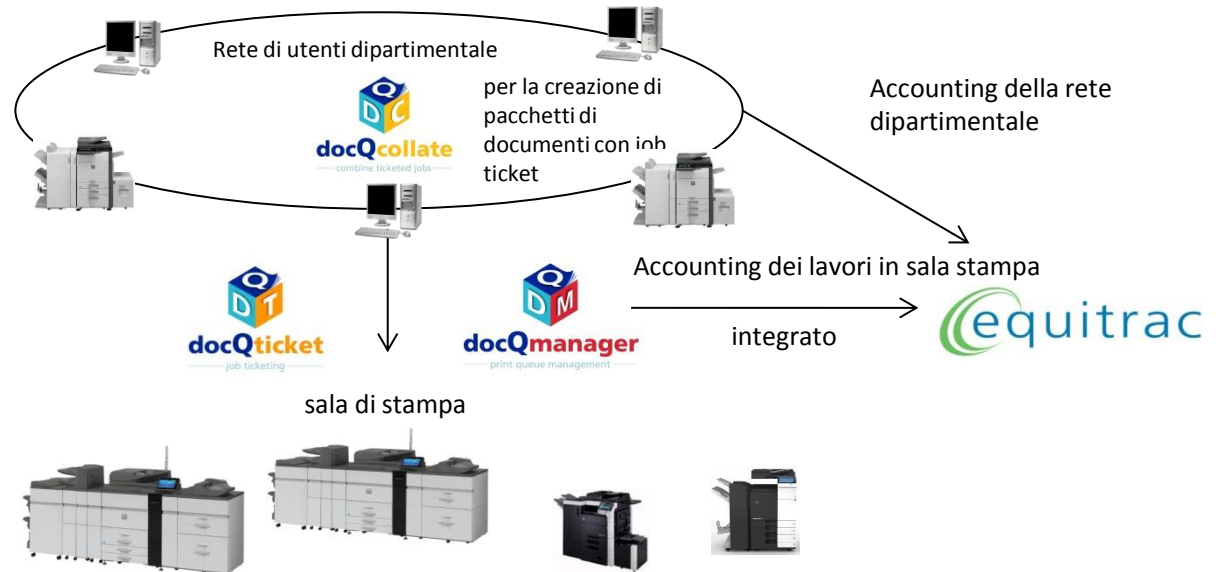 Rete di utenti dipartimentale
Q
D C
docQcollate
combine ticketed jobs
per la creazione di
pacchetti di
documenti con job
ticket
Accounting della rete
dipartimentale
Q
D T
docQticket
job ticketing
Q
D M
docQmanager
print queue management
Accounting dei lavori in sala stampa
integrato
equitrac
sala di stampa